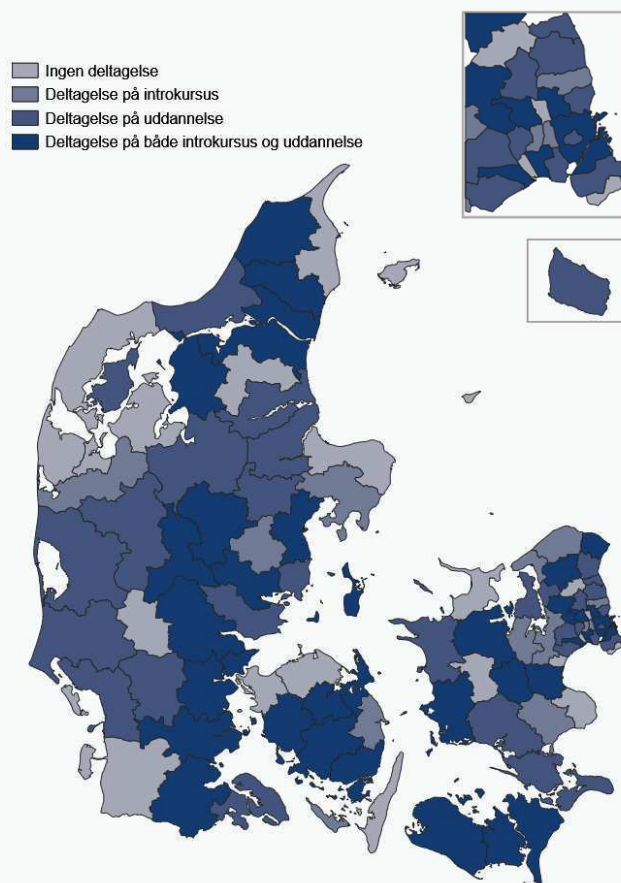 Ingen deltagelse
Deltagelse på introkursus
Deltagelse på uddannelse
Deltagelse på både introkursus og uddannelse